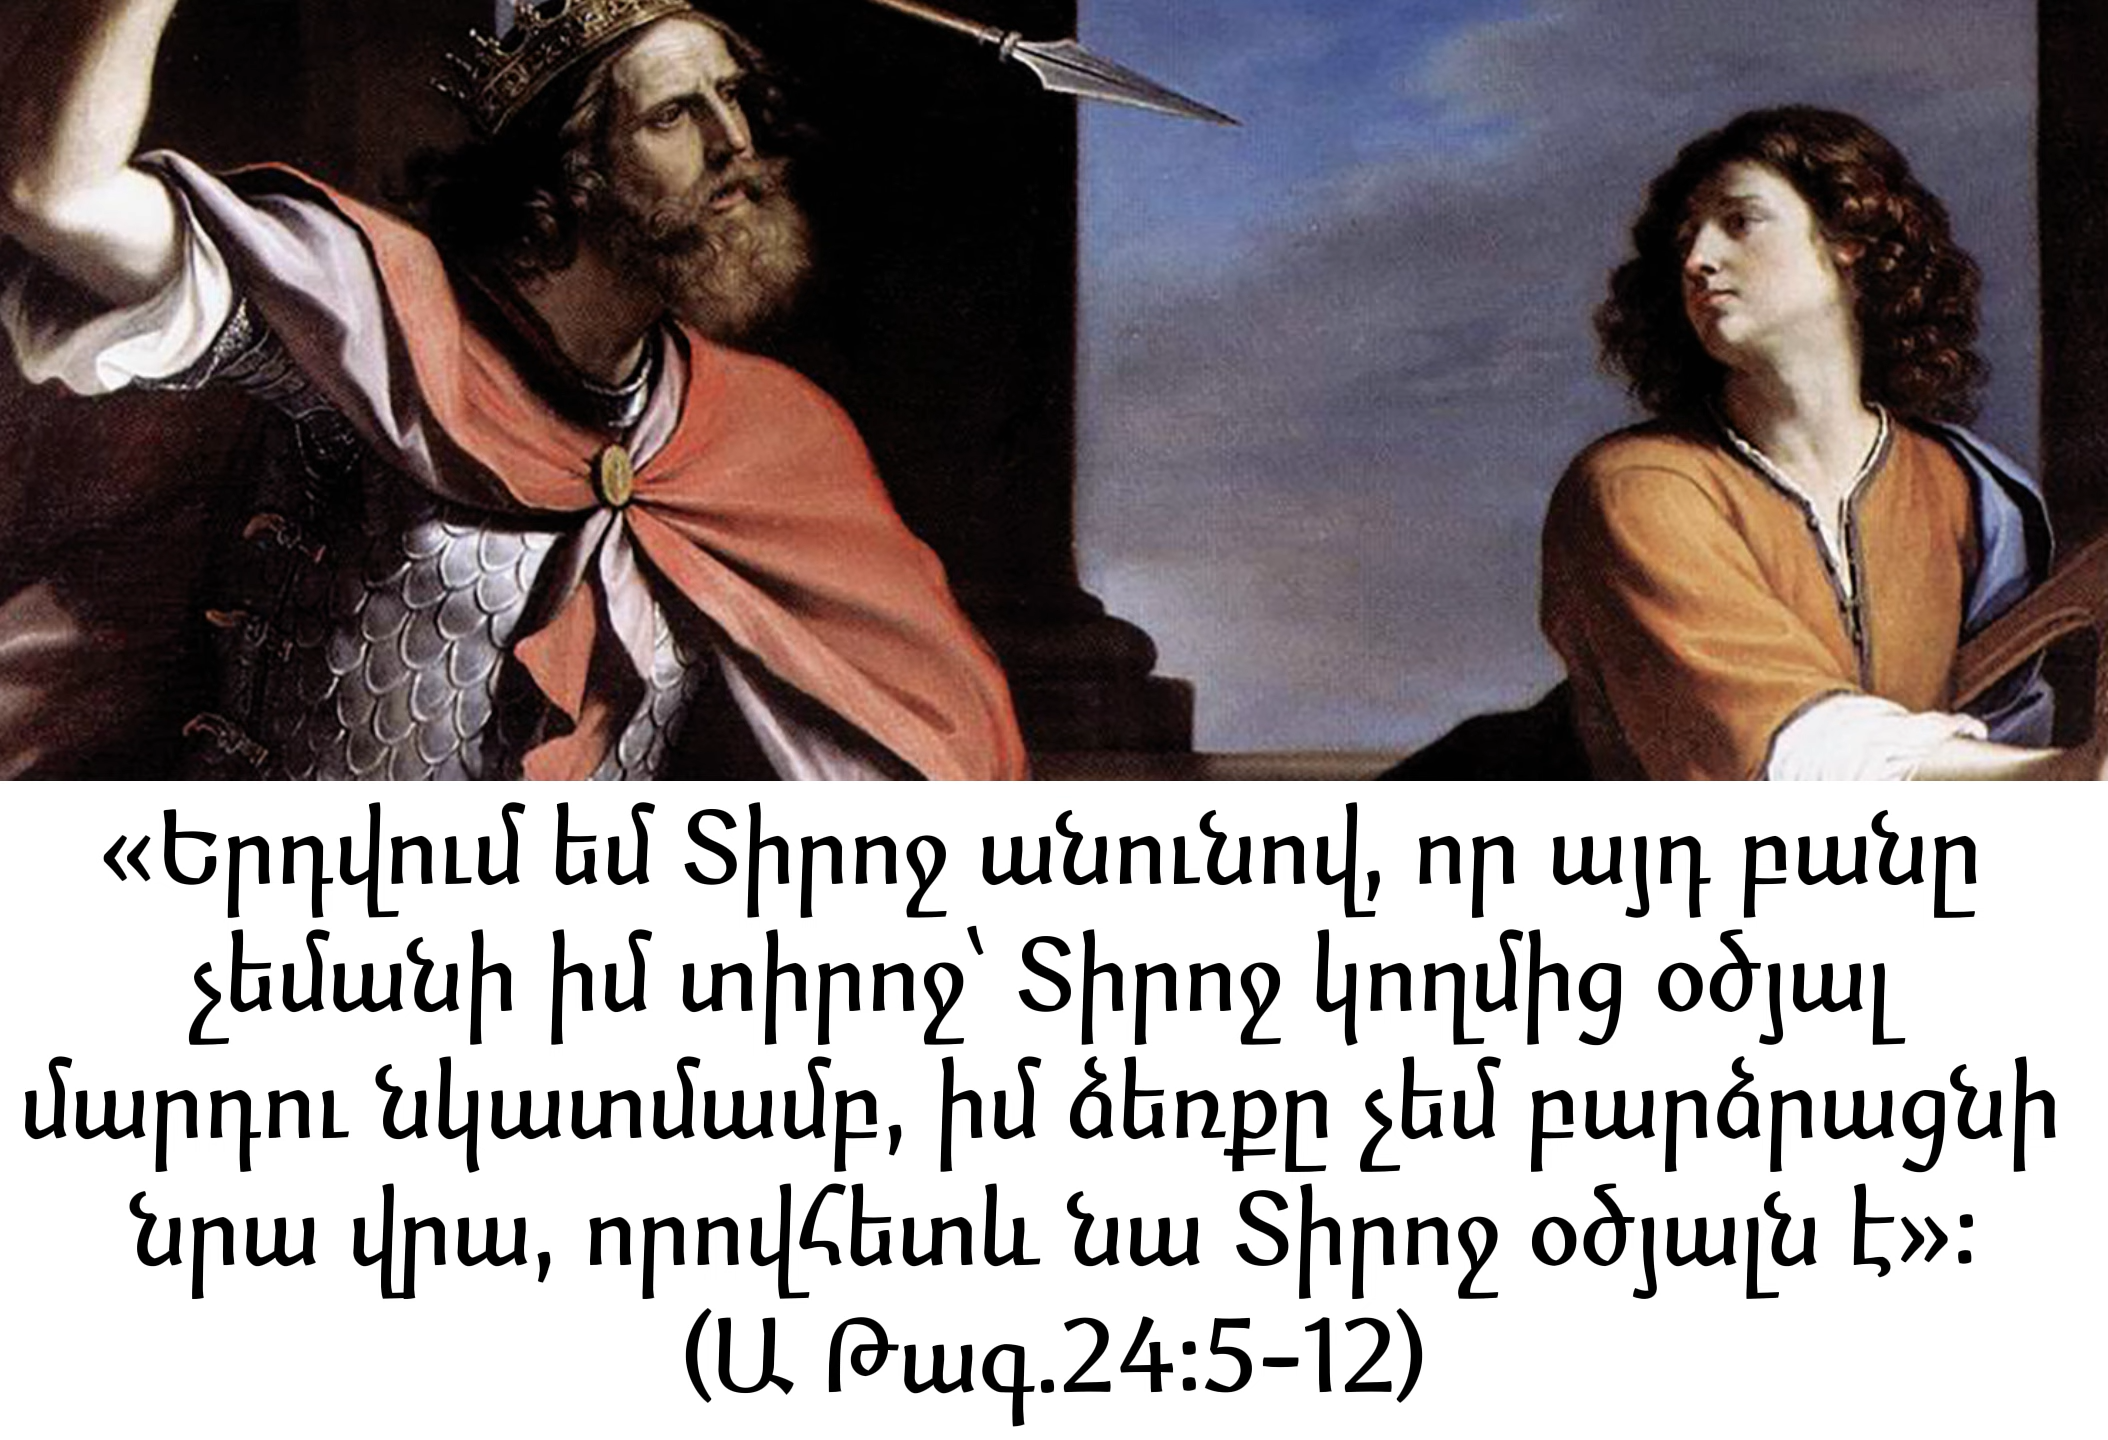 «Երդվում եմ Տիրոջ անունով, որ այդ բանը
չեմանի իմ տիրոջ՝ Տիրոջ կողմից օծյալ
մարդու նկատմամբ, իմ ձեռքը չեմ բարձրացնի
նրա վրա, որովհետև նա Տիրոջ օծյալն է»:
(Ա Թագ.24:5-12)